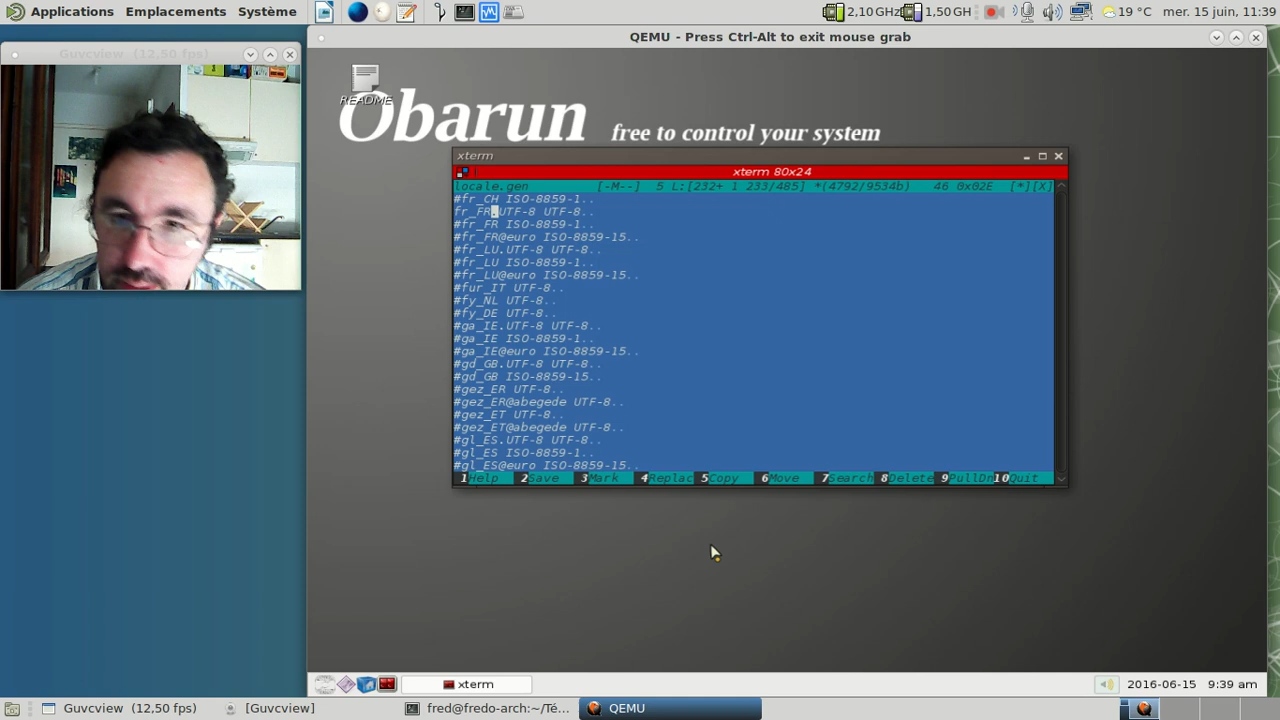 Applications Emplacements Système
2,10 GHz
1,50 GH
19 °C
mer. 15 juin, 11:39
Guvcview (12,50 fps)
QEMU - Press Ctrl-Alt to exit mouse grab
README
Obarun free to control your system
xterm
xterm 80x24
locale.gen [-M--] 5 L:[232+ 1 233/485] *(4792/9534b) 46 0x02E [*][X]
#fr_CH ISO-8859-1..
fr_FR.UTF-8 UTF-8..
#fr_FR ISO-8859-1..
#fr_FR@euro ISO-8859-15..
#fr_LU.UTF-8 UTF-8..
#fr_LU ISO-8859-1..
#fr_LU@euro ISO-8859-15..
#fur_IT UTF-8..
#fy_NL UTF-8..
#fy_DE UTF-8..
#ga_IE.UTF-8 UTF-8..
#ga_IE ISO-8859-1..
#ga_IE@euro ISO-8859-15..
#gd_GB.UTF-8 UTF-8..
#gd_GB ISO-8859-15..
#gez_ER UTF-8..
#gez_ER@abegede UTF-8..
#gez_ET UTF-8..
#gez_ET@abegede UTF-8..
#gl_ES.UTF-8 UTF-8..
#gl_ES ISO-8859-1..
#gl_ES@euro ISO-8859-15..
1Help 2Save 3Mark 4Replac 5Copy 6Move 7Search 8Delete 9PullDn 10Quit
xterm
2016-06-15 9:39 am
Guvcview (12,50 fps)
[Guvcview]
fred@fredo-arch:~/Té...
QEMU